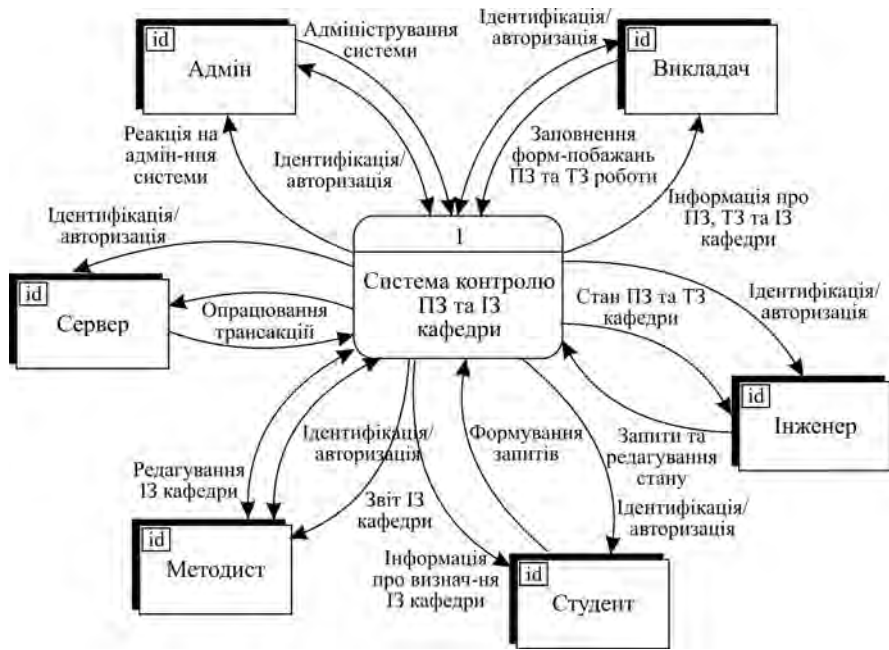 id
Адмін
Адміністрування
системи
Ідентифікація/
авторизація
id
Викладач
Реакція на
адмін-ння
системи
Ідентифікація/
авторизація
Заповнення
форм-побажань
ПЗ та ТЗ роботи
Інформація про
ПЗ, ТЗ та ІЗ
кафедри
Ідентифікація/
авторизація
1
Система контролю
ПЗ та ІЗ
кафедри
id
Сервер
Опрацювання
трансакцій
Стан ПЗ та ТЗ
кафедри
Ідентифікація/
авторизація
id
Інженер
Запити та
редагування
стану
Ідентифікація/
авторизація
Формування
запитів
Редагування
ІЗ кафедри
Звіт ІЗ
кафедри
Ідентифікація/
авторизація
id
Методист
Інформація
про визнач-ня
ІЗ кафедри
id
Студент